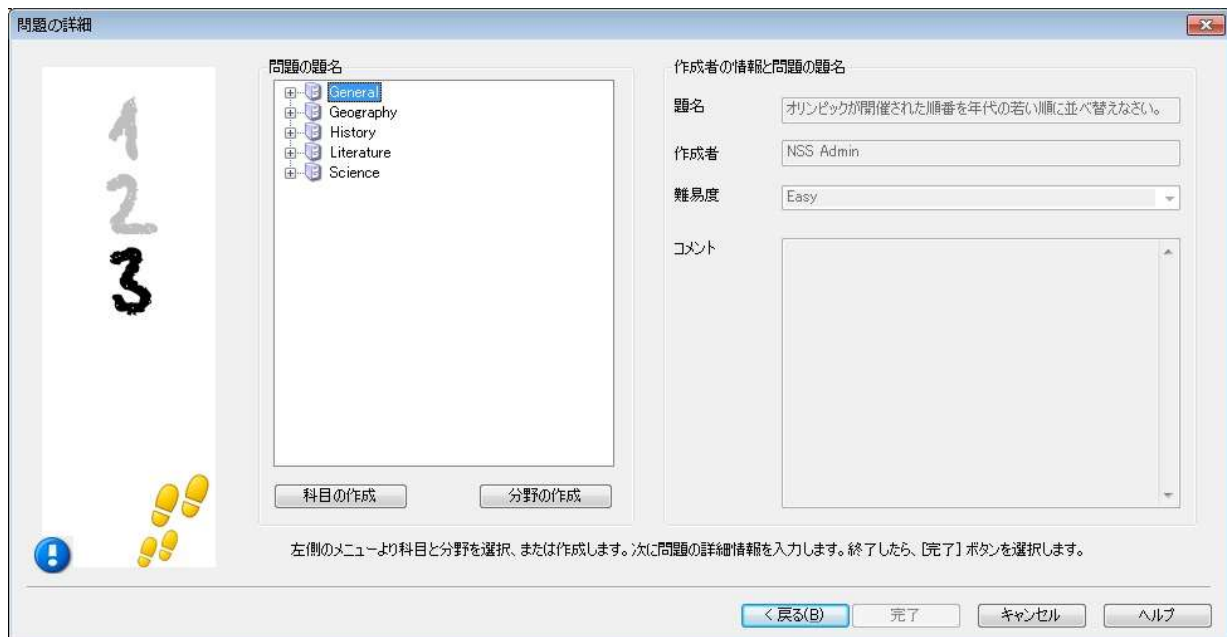 問題の詳細
1
2
3
問題の題名
General
Geography
History
Literature
Science
科目の作成
分野の作成
作成者の情報と問題の題名
題名
オリンピックが開催された順番を年代の若い順に並べ替えなさい。
作成者
NSS Admin
難易度
Easy
コメント
左側のメニューより科目と分野を選択、または作成します。次に問題の詳細情報を入力します。終了したら、[完了] ボタンを選択します。
< 戻る(B)
完了
キャンセル
ヘルプ